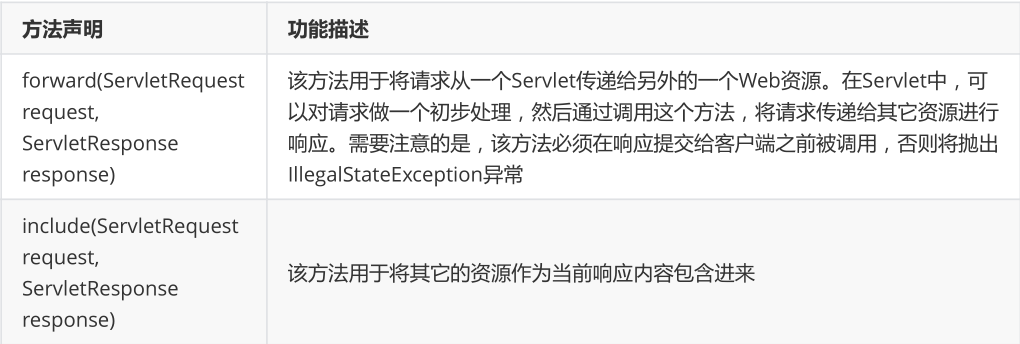 方法声明
功能描述
forward(ServletRequest
request,
ServletResponse
response)
该方法用于将请求从一个Servlet传递给另外的一个Web资源。在Servlet中，可
以对请求做一个初步处理，然后通过调用这个方法，将请求传递给其它资源进行
响应。需要注意的是，该方法必须在响应提交给客户端之前被调用，否则将抛出
IllegalStateException异常
include(ServletRequest
request,
ServletResponse
response)
该方法用于将其它的资源作为当前响应内容包含进来